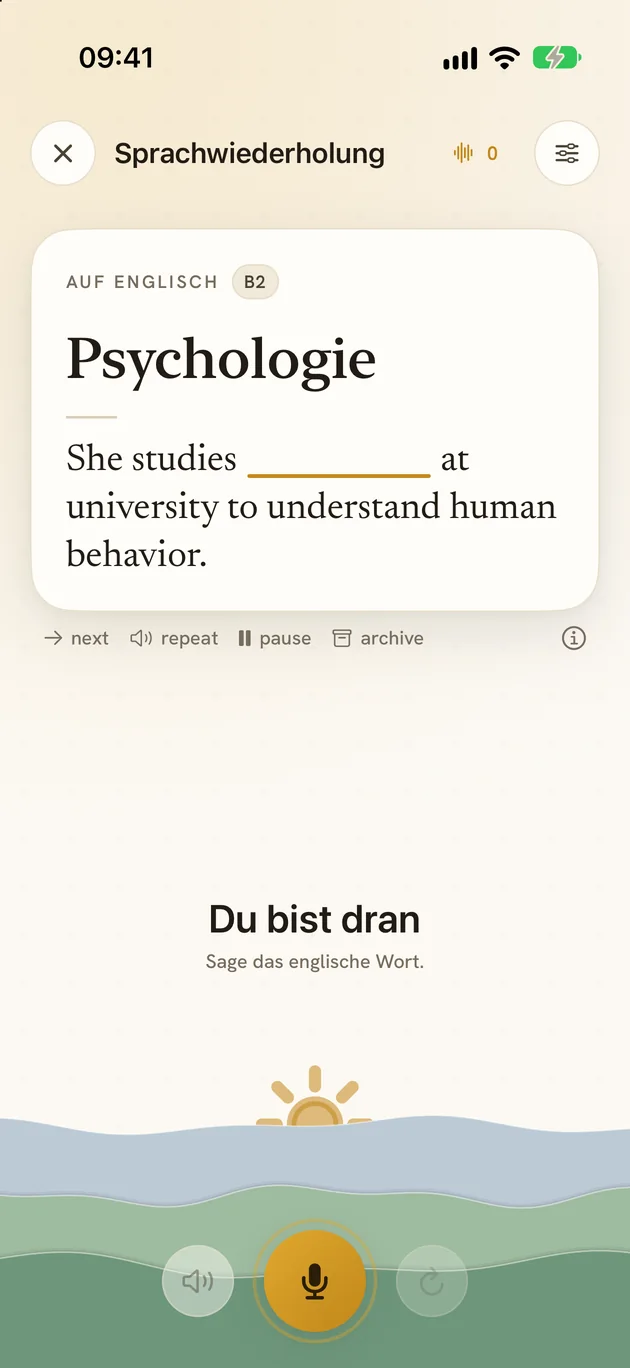 09:41
Sprachwiederholung 0
AUF ENGLISCH B2
Psychologie
She studies ____________ at
university to understand human
behavior.
next repeat pause archive
Du bist dran
Sage das englische Wort.